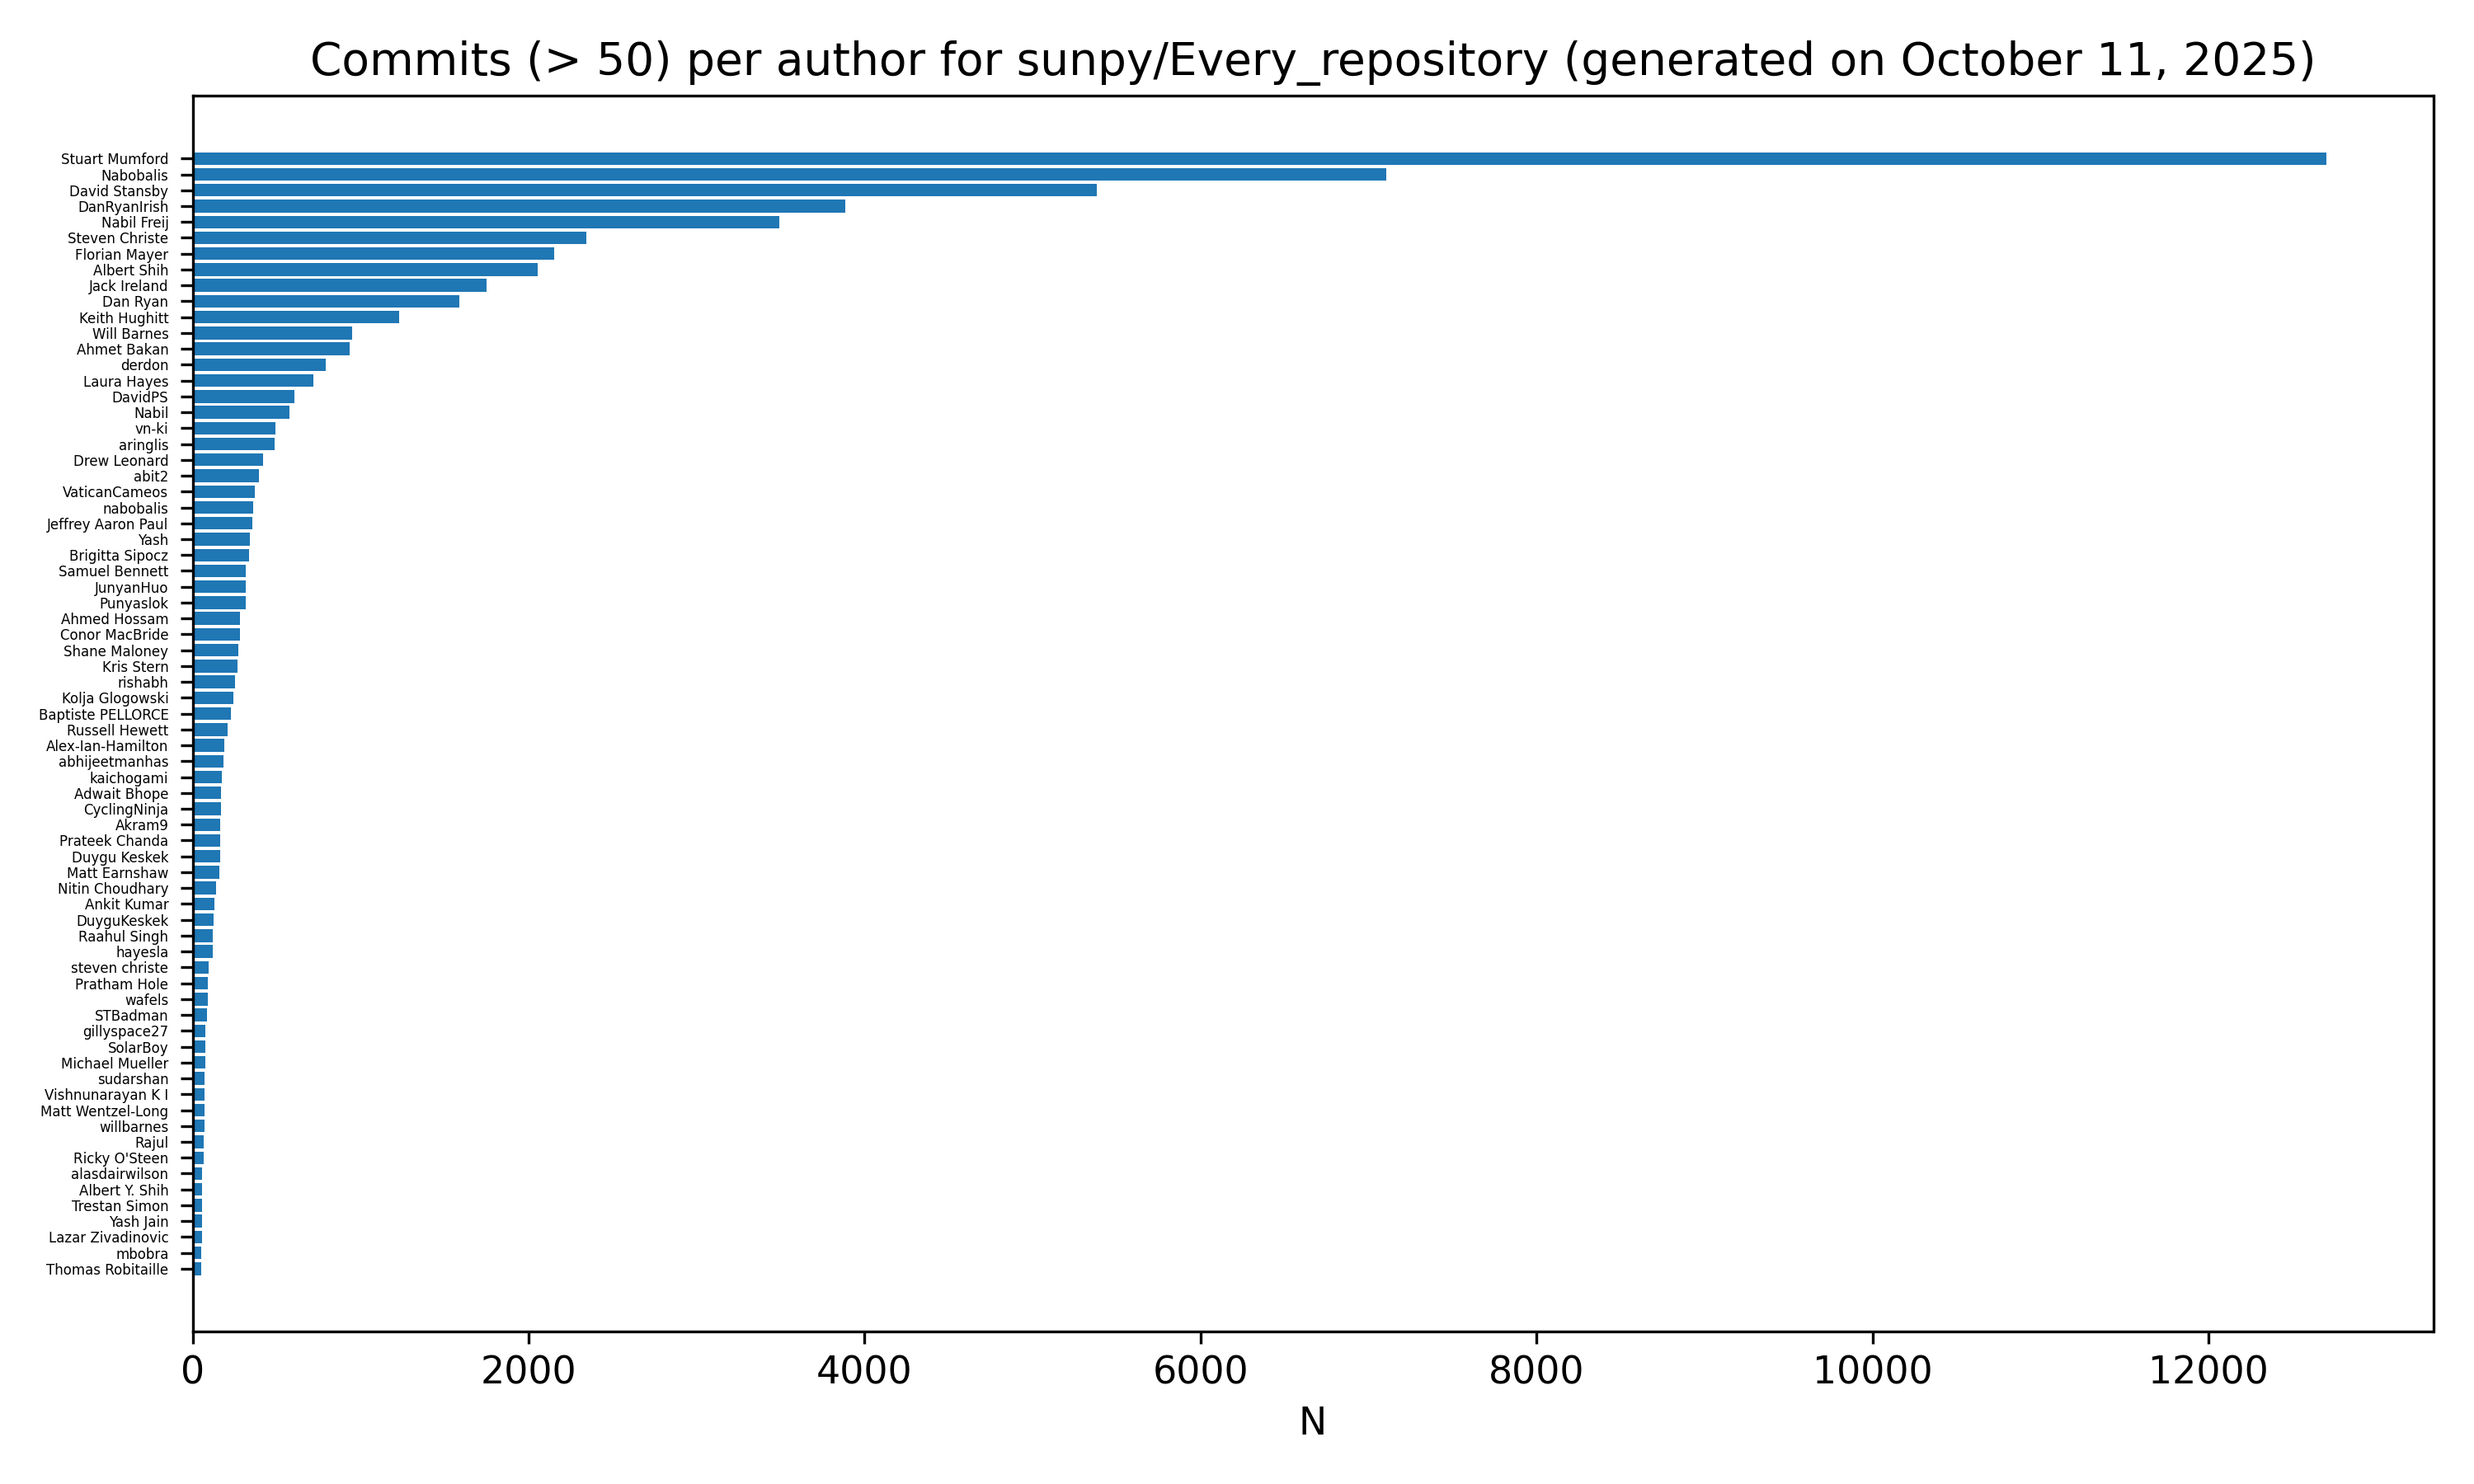 Commits (> 50) per author for sunpy/Every_repository (generated on October 11, 2025)
Stuart Mumford
Nabobalis
David Stansby
DanRyanIrish
Nabil Freij
Steven Christe
Florian Mayer
Albert Shih
Jack Ireland
Dan Ryan
Keith Hughitt
Will Barnes
Ahmet Bakan
derdon
Laura Hayes
DavidPS
Nabil
vn-ki
aringlis
Drew Leonard
abit2
VaticanCameos
nabobalis
Jeffrey Aaron Paul
Yash
Brigitta Sipocz
Samuel Bennett
JunyanHuo
Punyaslok
Ahmed Hossam
Conor MacBride
Shane Maloney
Kris Stern
rishabh
Kolja Glogowski
Baptiste PELLORCE
Russell Hewett
Alex-Ian-Hamilton
abhijeetmanhas
kaichogami
Adwait Bhope
CyclingNinja
Akram9
Prateek Chanda
Duygu Keskek
Matt Earnshaw
Nitin Choudhary
Ankit Kumar
DuyguKeskek
Raahul Singh
hayesla
steven christe
Pratham Hole
wafels
STBadman
gillyspace27
SolarBoy
Michael Mueller
sudarshan
Vishnunarayan K I
Matt Wentzel-Long
willbarnes
Rajul
Ricky O'Steen
alasdairwilson
Albert Y. Shih
Trestan Simon
Yash Jain
Lazar Zivadinovic
mbobra
Thomas Robitaille
0 2000 4000 6000 8000 10000 12000
N